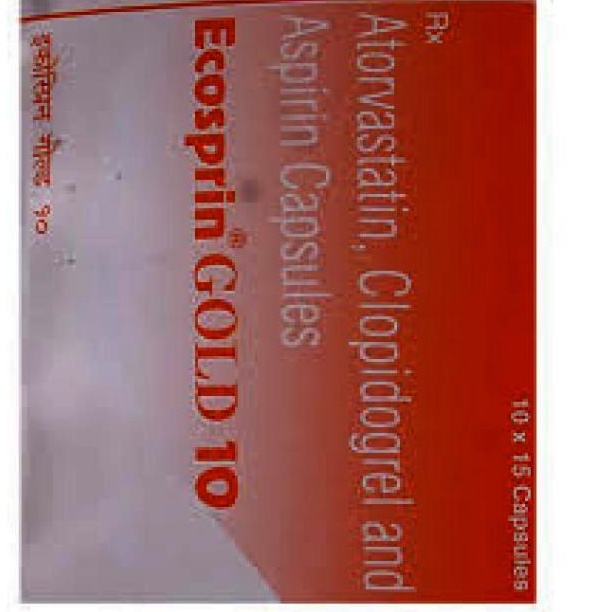 10 x 15 Capsules
Rx
Atorvastatin, Clopidogrel and
Aspirin Capsules
Ecosprin® GOLD 10
इकोस्प्रिन गोल्ड १०